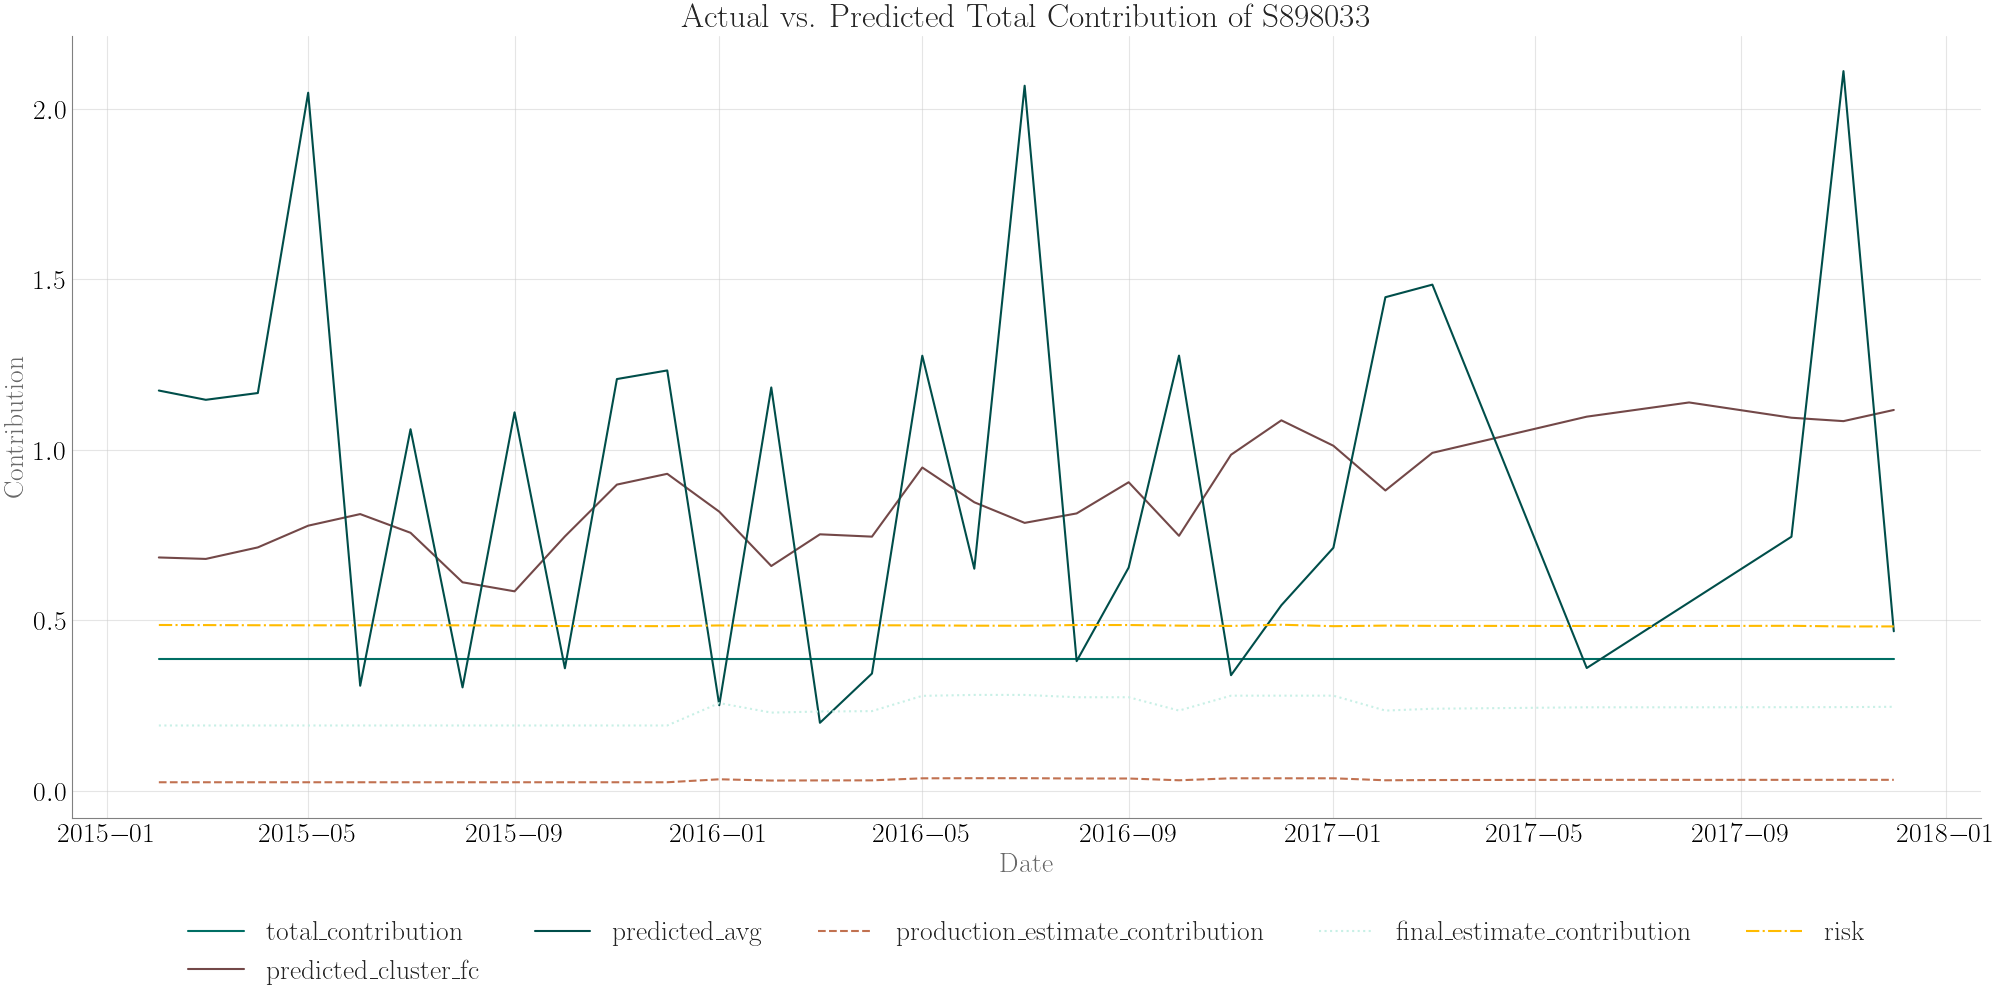 Actual vs. Predicted Total Contribution of S898033
Contribution
2.0
1.5
1.0
0.5
0.0
2015−01 2015−05 2015−09 2016−01 2016−05 2016−09 2017−01 2017−05 2017−09 2018−01
Date
total_contribution predicted_avg production_estimate_contribution final_estimate_contribution risk
predicted_cluster_fc